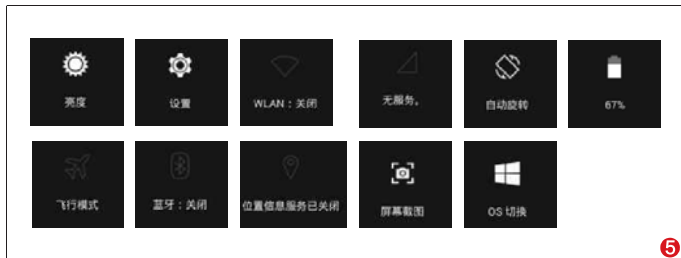 亮度
设置
WLAN：关闭
无服务。
自动旋转
67%
飞行模式
蓝牙：关闭
位置信息服务已关闭
屏幕截图
OS 切换
5